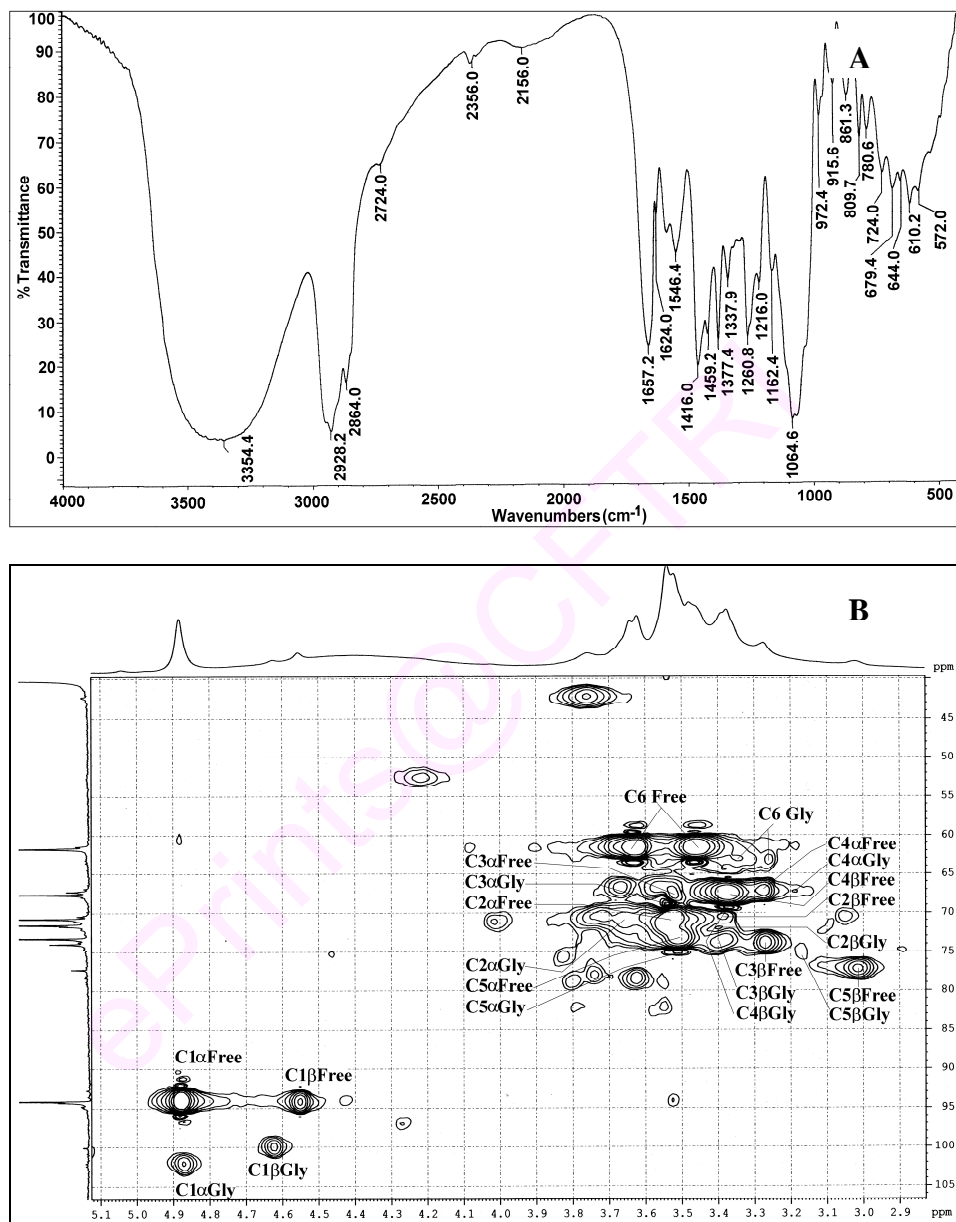 A
% Transmittance
100
90
80
70
60
50
40
30
20
10
0
3354.4
2928.2
2864.0
2724.0
2356.0
2156.0
1657.2
1624.0
1546.4
1416.0
1459.2
1377.4
1337.9
1260.8
1216.0
1162.4
1064.6
972.4
915.6
861.3
809.7
780.6
724.0
679.4
644.0
610.2
572.0
4000 3500 3000 2500 2000 1500 1000 500
Wavenumbers (cm-1)
B
ppm
45
50
55
60
65
70
75
80
85
90
95
100
105
C6 Free
C6 Gly
C3αFree
C3αGly
C2αFree
C4αFree
C4αGly
C4βFree
C2βFree
C2βGly
C2αGly
C5αFree
C5αGly
C3βFree
C3βGly
C4βGly
C5βFree
C5βGly
C1αFree
C1βFree
C1βGly
C1αGly
5.1 5.0 4.9 4.8 4.7 4.6 4.5 4.4 4.3 4.2 4.1 4.0 3.9 3.8 3.7 3.6 3.5 3.4 3.3 3.2 3.1 3.0 2.9 ppm
ePrints@CFTRI